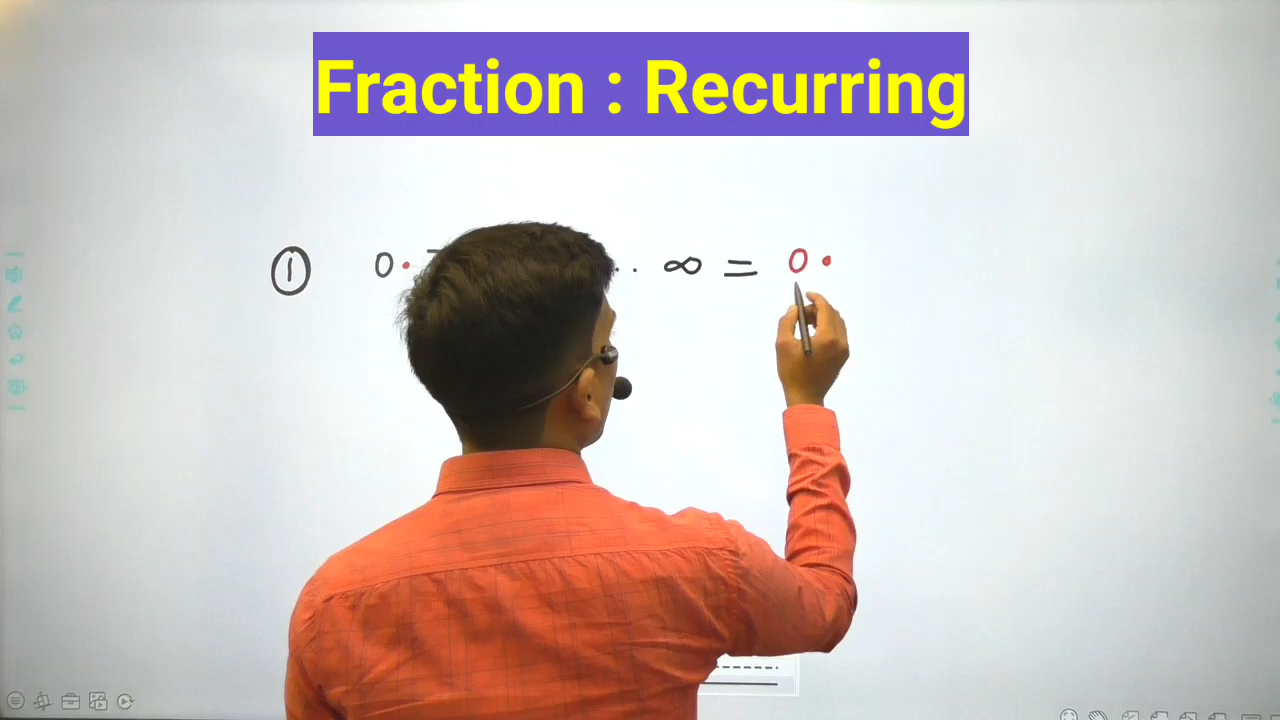 Fraction : Recurring
① 0. .. ∞ = 0.